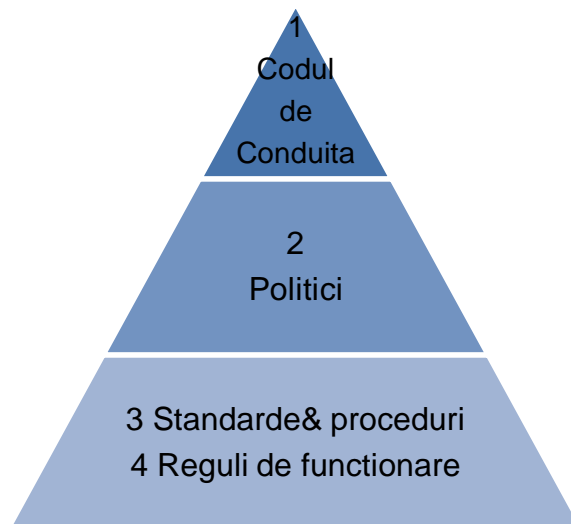 1
Codul
de
Conduita
2
Politici
3 Standarde& proceduri
4 Reguli de functionare